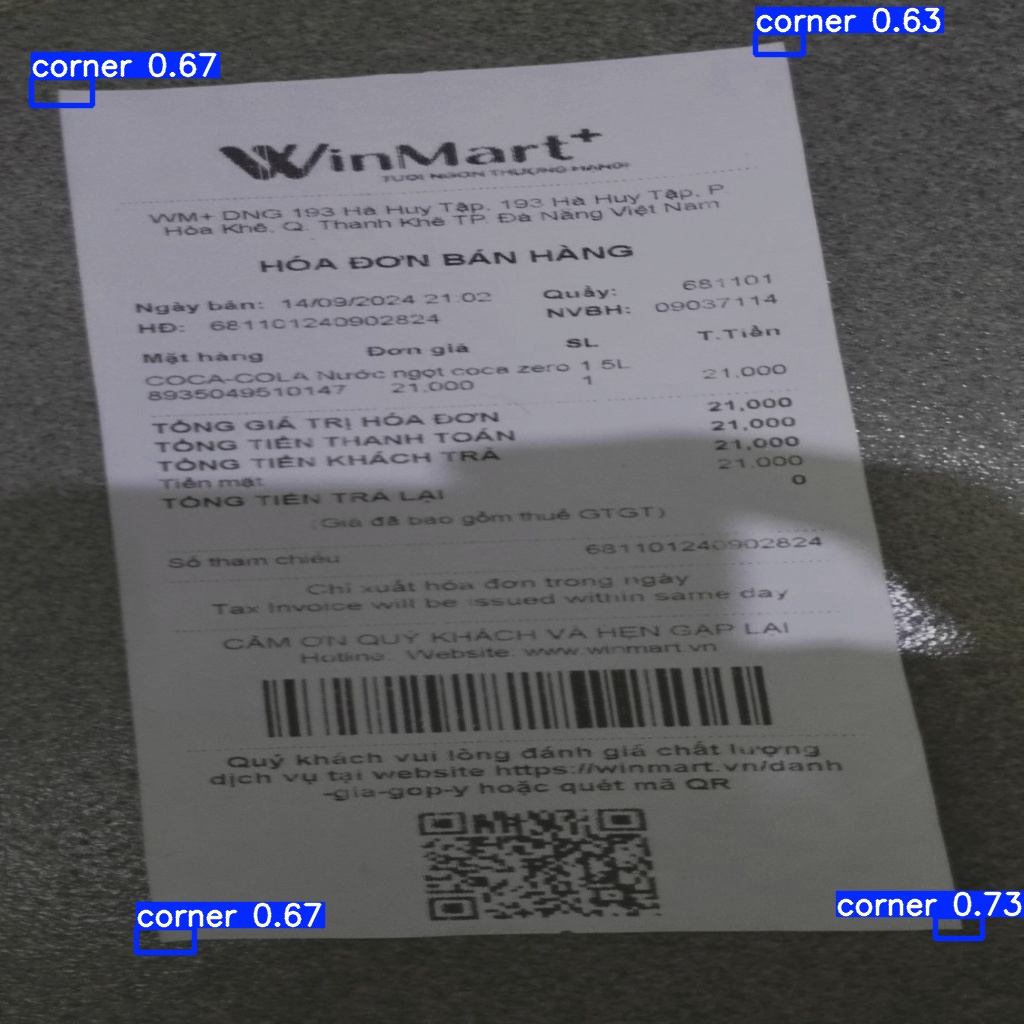 corner 0.63
corner 0.67
WinMart+
TƯƠI NGON THƯỢNG HẠNG!
WM+ DNG 193 Hà Huy Tập, 193 Hà Huy Tập, P.
Hòa Khê, Q. Thanh Khê TP. Đà Nẵng Việt Nam
HÓA ĐƠN BÁN HÀNG
Ngày bán: 14/09/2024 21:02 Quầy: 681101
HĐ: 681101240902824 NVBH: 09037114
Mặt hàng Đơn giá SL T.Tiền
COCA-COLA Nước ngọt coca zero 1.5L
8935049510147 21,000 1 21.000
TỔNG GIÁ TRỊ HÓA ĐƠN 21,000
TỔNG TIỀN THANH TOÁN 21,000
TỔNG TIỀN KHÁCH TRẢ 21,000
Tiền mặt 21.000
TỔNG TIỀN TRẢ LẠI 0
(Giá đã bao gồm thuế GTGT)
Số tham chiếu 681101240902824
Chỉ xuất hóa đơn trong ngày
Tax Invoice will be issued within same day
CẢM ƠN QUÝ KHÁCH VÀ HẸN GẶP LẠI
Hotline: Website: www.winmart.vn
Quý khách vui lòng đánh giá chất lượng
dịch vụ tại website https://winmart.vn/danh
-gia-gop-y hoặc quét mã QR
corner 0.67
corner 0.73